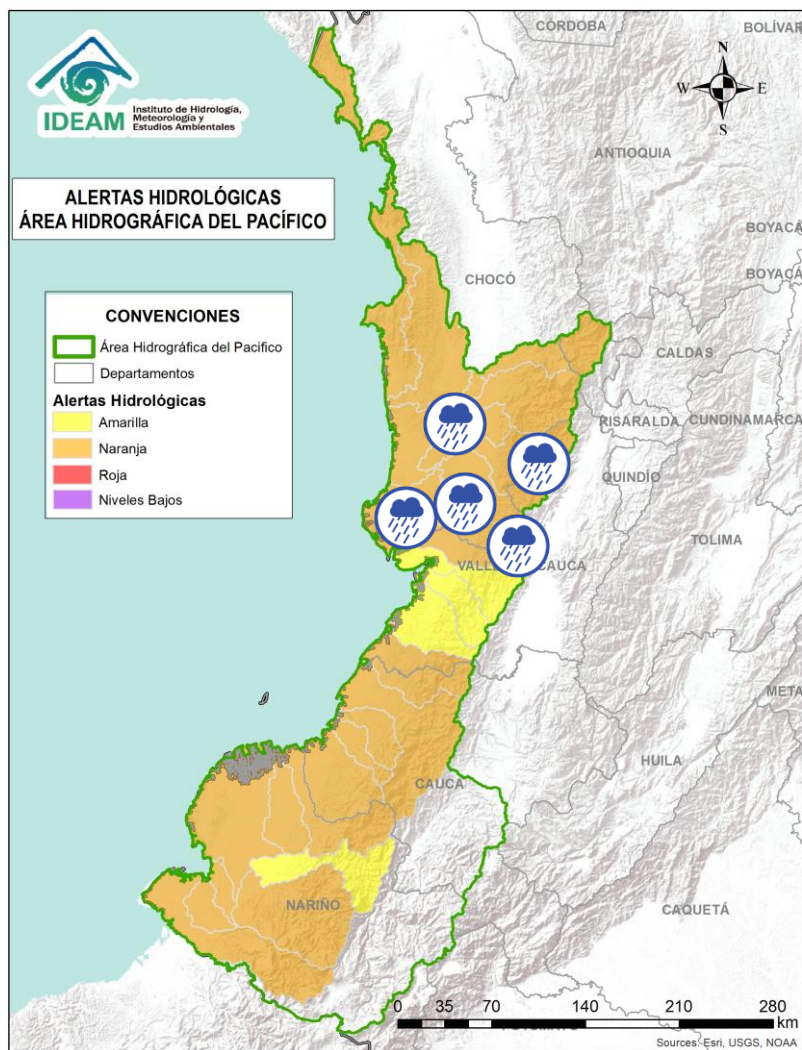 CÓRDOBA
BOLÍVAR
IDEAM
Instituto de Hidrología,
Meteorología y
Estudios Ambientales
N
W
E
S
ANTIOQUIA
ALERTAS HIDROLÓGICAS
ÁREA HIDROGRÁFICA DEL PACÍFICO
BOYACÁ
BOYACÁ
CHOCÓ
CONVENCIONES
Área Hidrográfica del Pacifico
Departamentos
Alertas Hidrológicas
Amarilla
Naranja
Roja
Niveles Bajos
CALDAS
RISARALDA
CUNDINAMARCA
QUINDÍO
TOLIMA
VALLE CAUCA
META
HUILA
CAUCA
NARIÑO
CAQUETÁ
0 35 70 140 210 280
km
Sources: Esri, USGS, NOAA